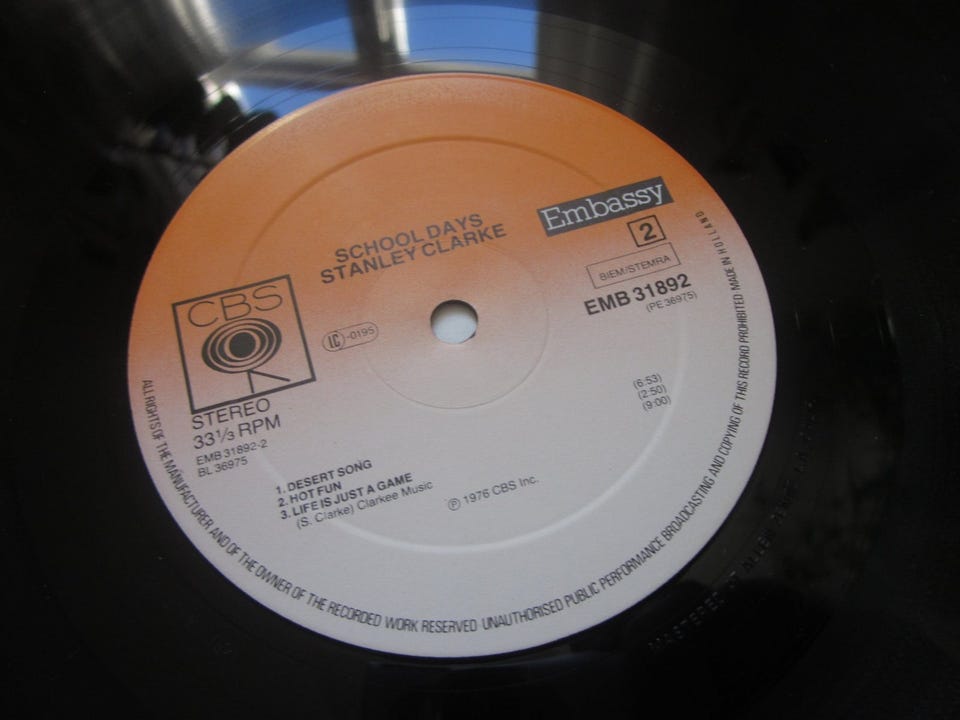 SCHOOL DAYS
STANLEY CLARKE
Embassy
2
BIEM/STEMRA
EMB 31892
(PE 36975)
CBS
LC-0195
STEREO
33⅓ RPM
EMB 31892-2
BL 36975
(6:53)
(2:50)
(9:00)
1. DESERT SONG
2. HOT FUN
3. LIFE IS JUST A GAME
(S. Clarke) Clarkee Music
℗ 1976 CBS Inc.
ALL RIGHTS OF THE MANUFACTURER AND OF THE OWNER OF THE RECORDED WORK RESERVED UNAUTHORISED PUBLIC PERFORMANCE BROADCASTING AND COPYING OF THIS RECORD PROHIBITED MADE IN HOLLAND